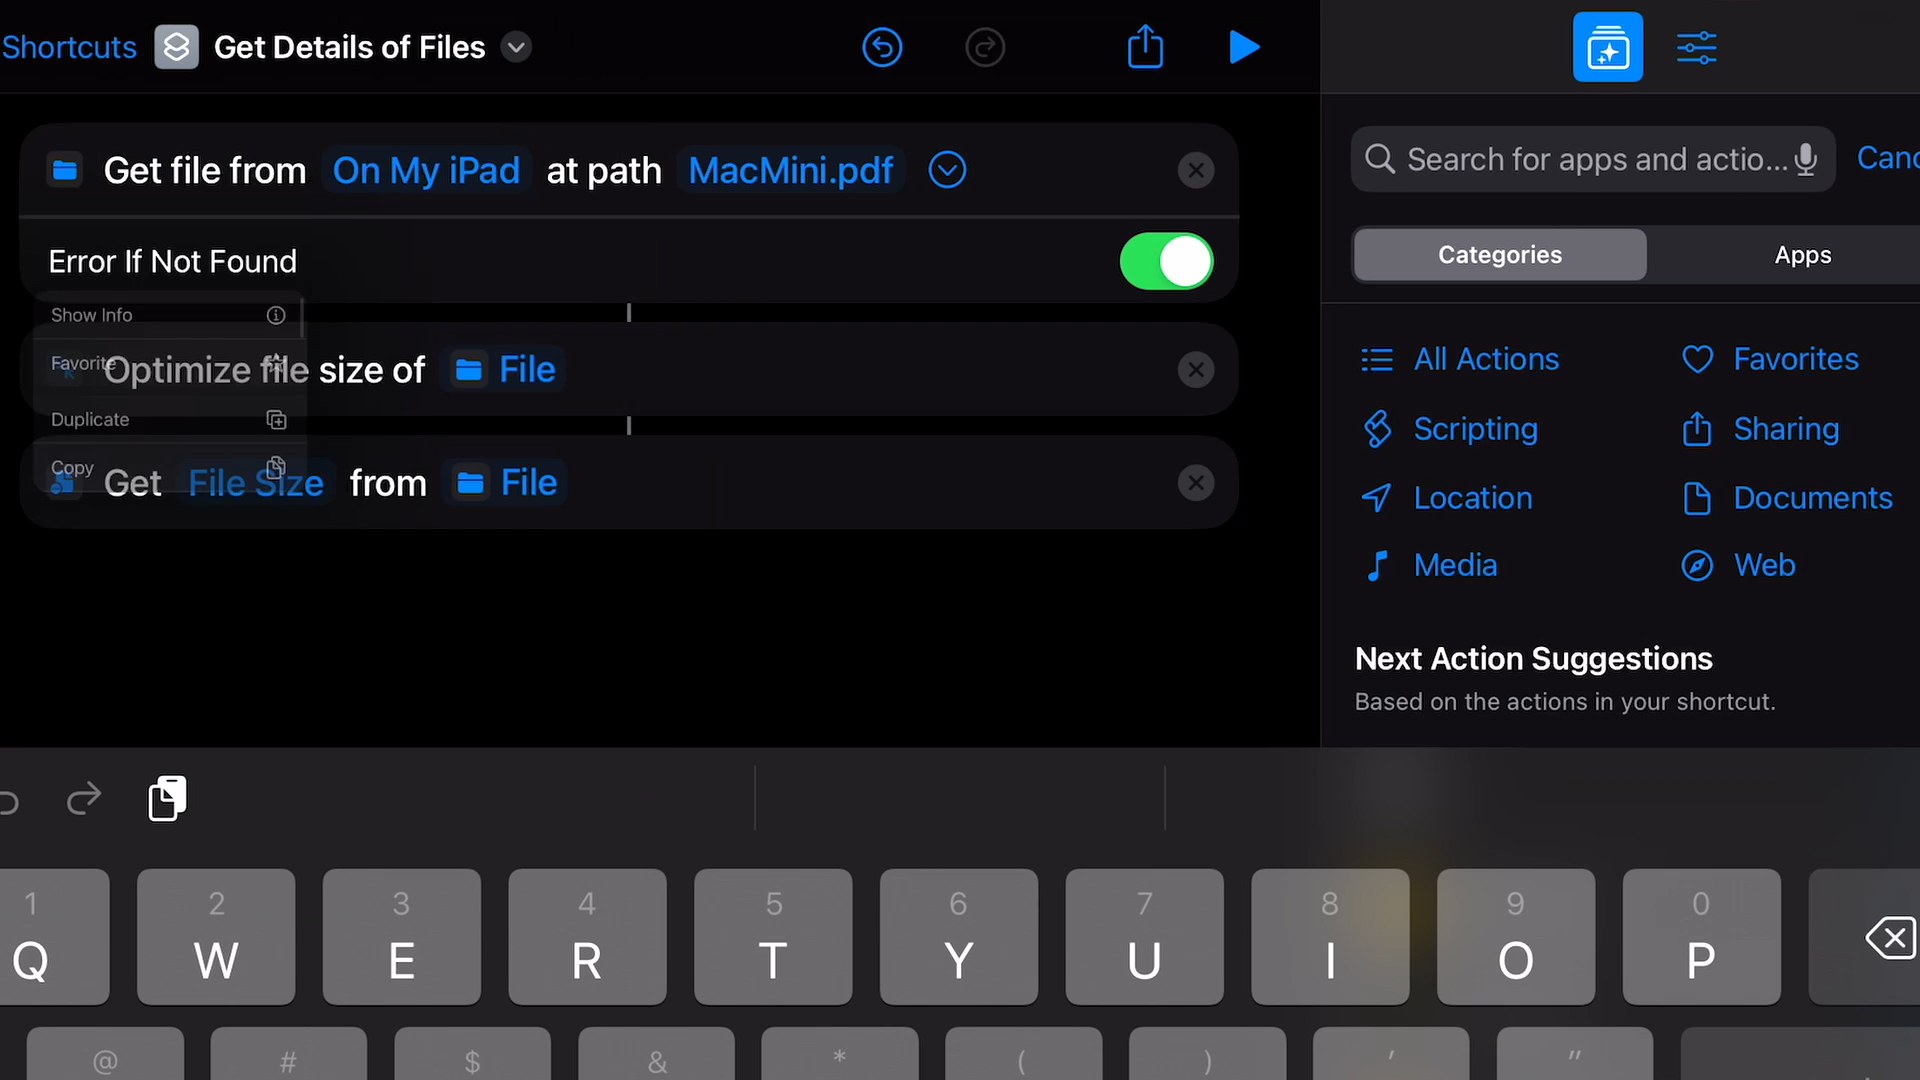 Shortcuts Get Details of Files
Get file from On My iPad at path MacMini.pdf
Error If Not Found
Show Info
Favorite
Optimize file size of File
Duplicate
Copy
Get File Size from File
Search for apps and actio...
Canc
Categories Apps
All Actions Favorites
Scripting Sharing
Location Documents
Media Web
Next Action Suggestions
Based on the actions in your shortcut.
1 2 3 4 5 6 7 8 9 0
Q W E R T Y U I O P
@ # $ & * ( ) ' "